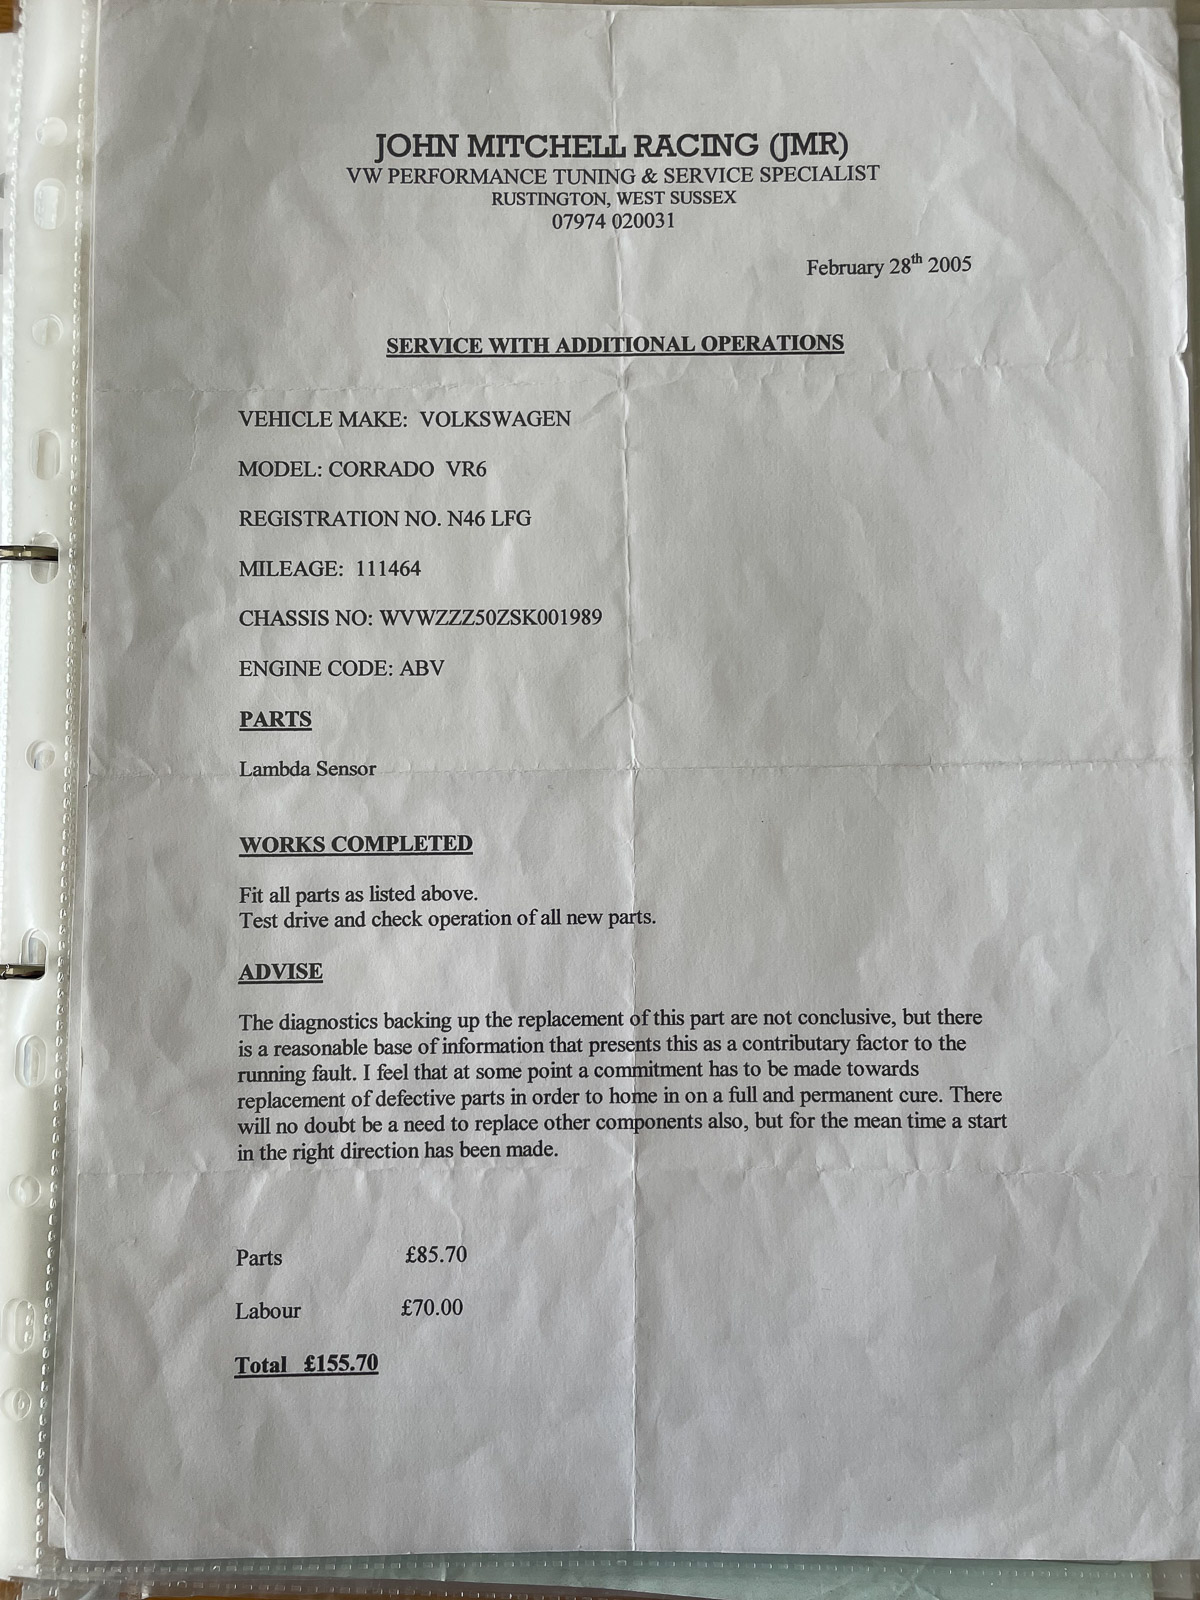 JOHN MITCHELL RACING (JMR)
VW PERFORMANCE TUNING & SERVICE SPECIALIST
RUSTINGTON, WEST SUSSEX
07974 020031
February 28th 2005
SERVICE WITH ADDITIONAL OPERATIONS
VEHICLE MAKE: VOLKSWAGEN
MODEL: CORRADO VR6
REGISTRATION NO. N46 LFG
MILEAGE: 111464
CHASSIS NO: WVWZZZ50ZSK001989
ENGINE CODE: ABV
PARTS
Lambda Sensor
WORKS COMPLETED
Fit all parts as listed above.
Test drive and check operation of all new parts.
ADVISE
The diagnostics backing up the replacement of this part are not conclusive, but there
is a reasonable base of information that presents this as a contributary factor to the
running fault. I feel that at some point a commitment has to be made towards
replacement of defective parts in order to home in on a full and permanent cure. There
will no doubt be a need to replace other components also, but for the mean time a start
in the right direction has been made.
Parts £85.70
Labour £70.00
Total £155.70